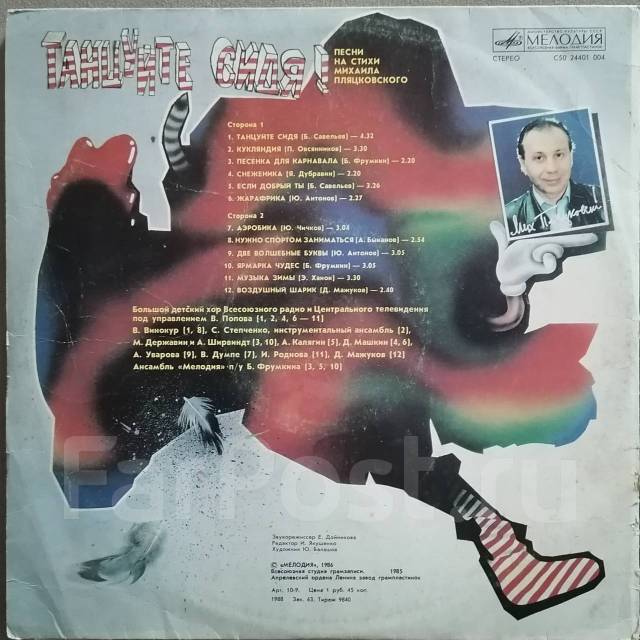 Танцуйте сидя!
ПЕСНИ
НА СТИХИ
МИХАИЛА
ПЛЯЦКОВСКОГО
МЕЛОДИЯ
СТЕРЕО С50 24401 004
Сторона 1
1. ТАНЦУЙТЕ СИДЯ (Б. Савельев) — 4.32
2. КУКЛЯНДИЯ (П. Овсянников) — 3.30
3. ПЕСЕНКА ДЛЯ КАРНАВАЛА (Б. Фрумкин) — 2.20
4. СНЕЖЕНИКА (Я. Дубравин) — 3.10
5. ЕСЛИ ДОБРЫЙ ТЫ (Б. Савельев) — 3.26
6. ЖАРАФРИКА (Ю. Антонов) — 2.27
Сторона 2
7. АЭРОБИКА (Ю. Чичков) — 3.04
8. НУЖНО СПОРТОМ ЗАНИМАТЬСЯ (А. Быканов) — 2.54
9. ДВЕ ВОЛШЕБНЫЕ БУКВЫ (Ю. Антонов) — 3.05
10. ЯРМАРКА ЧУДЕС (Б. Фрумкин) — 3.05
11. МУЗЫКА ЗИМЫ (Э. Ханок) — 3.30
12. ВОЗДУШНЫЙ ШАРИК (Д. Мажуков) — 2.40
Большой детский хор Всесоюзного радио и Центрального телевидения
под управлением В. Попова (1, 2, 4, 6 — 11)
В. Винокур (1, 8), С. Степченко, инструментальный ансамбль (2),
М. Державин и А. Ширвиндт (3, 10), А. Калягин (5), Д. Машкин (4, 6),
А. Уварова (9), В. Думпе (7), И. Роднова (11), Д. Мажуков (12)
Ансамбль «Мелодия» п/у Б. Фрумкина (3, 5, 10)
Звукорежиссер Е. Дойникова
Редактор И. Якушенко
Художник Ю. Балашов
© «МЕЛОДИЯ», 1986
Всесоюзная студия грамзаписи. 1985
Апрелевский ордена Ленина завод грампластинок
Арт. 10-9. Цена 1 руб. 45 коп.
1988 Зак. 63. Тираж 9840
FarPost.ru